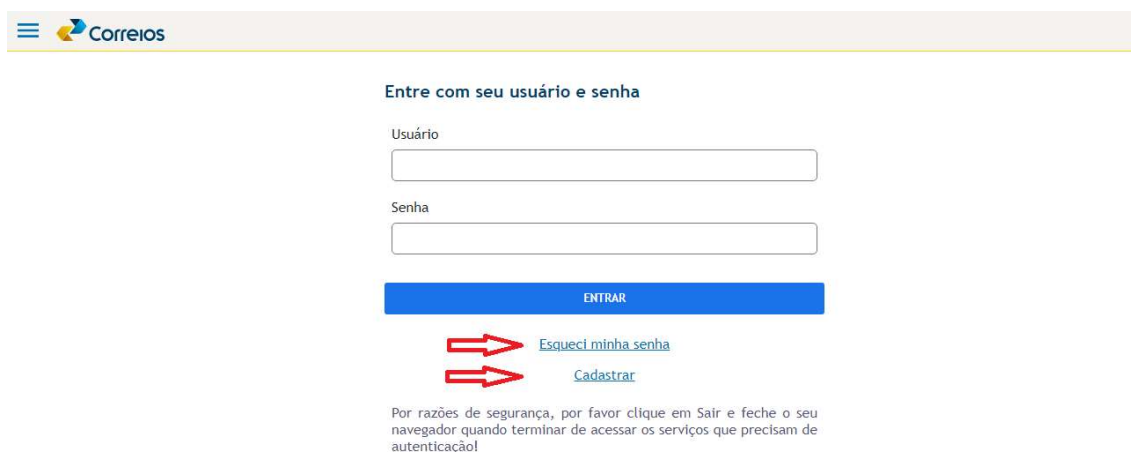 Correios
Entre com seu usuário e senha
Usuário
Senha
ENTRAR
Esqueci minha senha
Cadastrar
Por razões de segurança, por favor clique em Sair e feche o seu
navegador quando terminar de acessar os serviços que precisam de
autenticação!